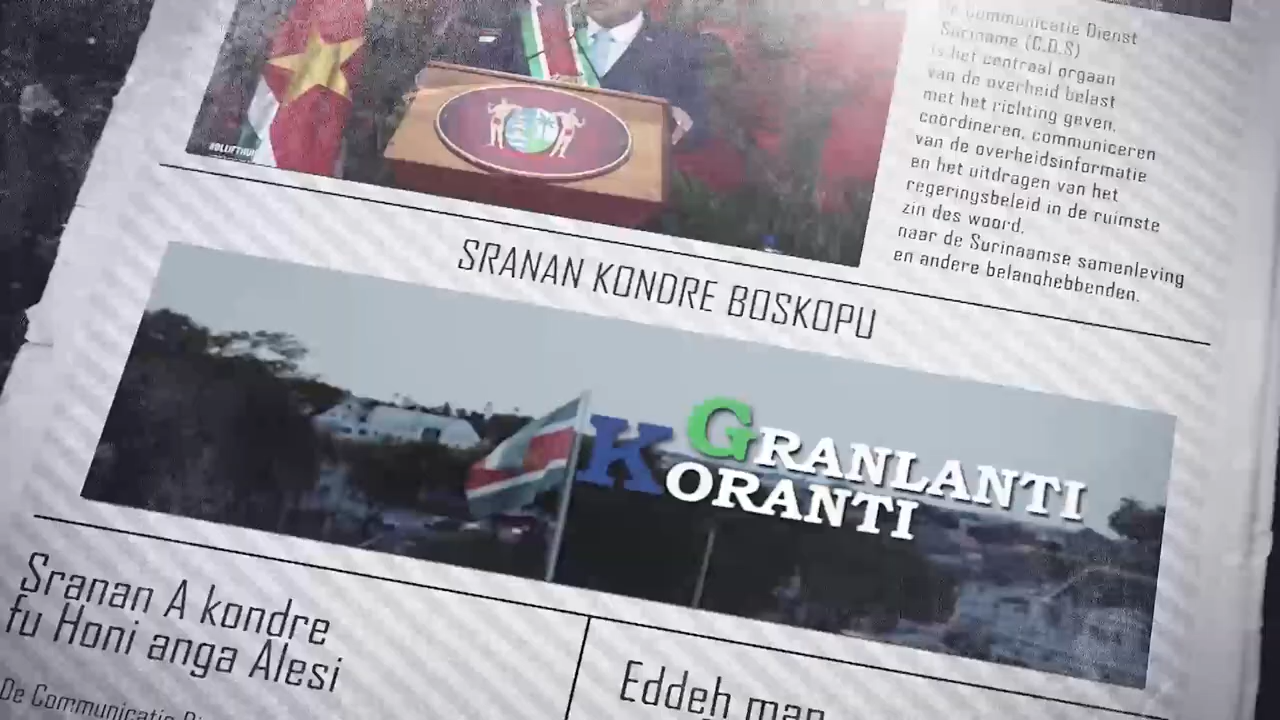 Communicatie Dienst
Suriname (C.D.S)
is het centraal orgaan
van de overheid belast
met het richting geven,
coördineren, communiceren
van de overheidsinformatie
en het uitdragen van het
regeringsbeleid in de ruimste
zin des woord,
naar de Surinaamse samenleving
en andere belanghebbenden.
SRANAN KONDRE BOSKOPU
GRANLANTI
KORANTI
Sranan A kondre
fu Honi anga Alesi
De Communicatie
Eddeh man